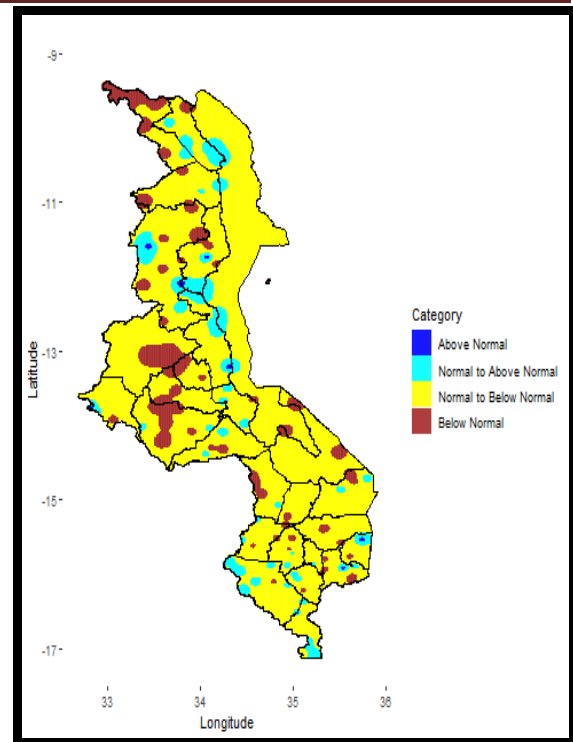 -9
-11
-13
-15
-17
Latitude
33
34
35
36
Longitude
Category
Above Normal
Normal to Above Normal
Normal to Below Normal
Below Normal